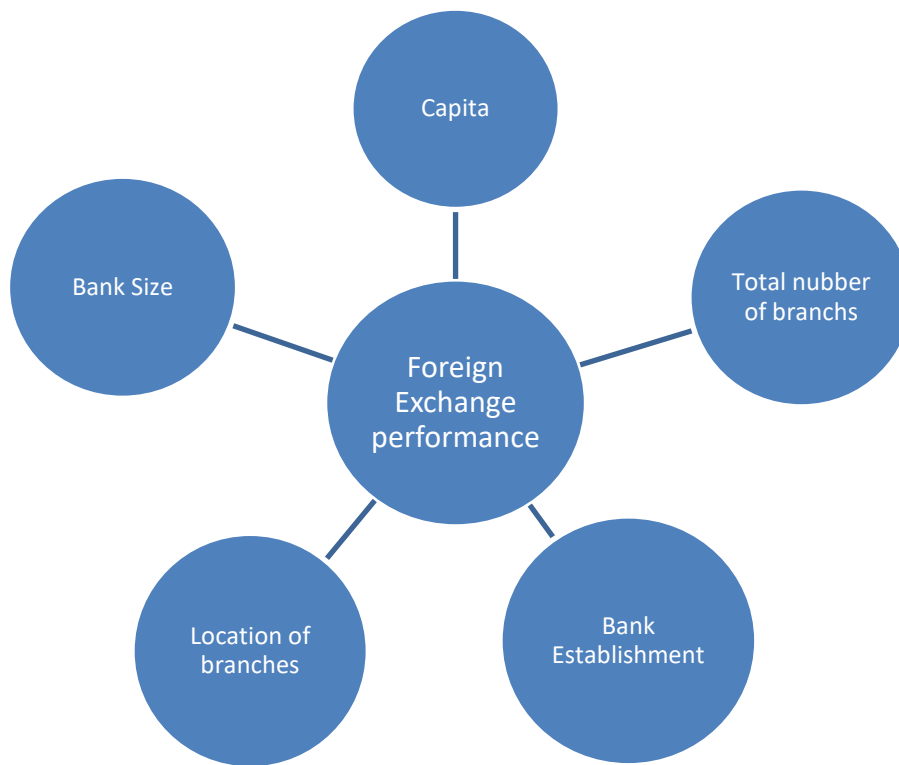 Capita
Bank Size
Total nubber
of branchs
Foreign
Exchange
performance
Location of
branches
Bank
Establishment